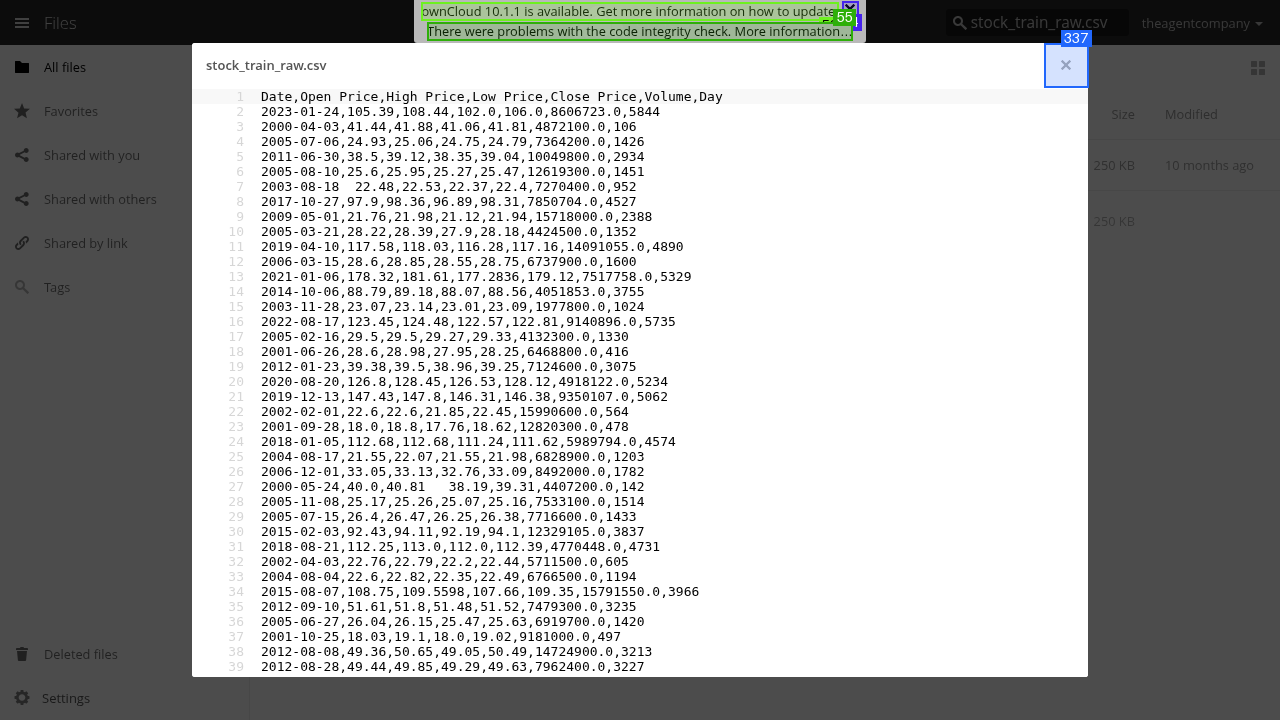 ownCloud 10.1.1 is available. Get more information on how to update
55
There were problems with the code integrity check. More information...
Files
stock_train_raw.csv
theagentcompany
337
All files
Favorites
Shared with you
Shared with others
Shared by link
Tags
Deleted files
Settings
Size
Modified
250 KB
10 months ago
250 KB
stock_train_raw.csv
×
1 Date,Open Price,High Price,Low Price,Close Price,Volume,Day
2 2023-01-24,105.39,108.44,102.0,106.0,8606723.0,5844
3 2000-04-03,41.44,41.88,41.06,41.81,4872100.0,106
4 2005-07-06,24.93,25.06,24.75,24.79,7364200.0,1426
5 2011-06-30,38.5,39.12,38.35,39.04,10049800.0,2934
6 2005-08-10,25.6,25.95,25.27,25.47,12619300.0,1451
7 2003-08-18  22.48,22.53,22.37,22.4,7270400.0,952
8 2017-10-27,97.9,98.36,96.89,98.31,7850704.0,4527
9 2009-05-01,21.76,21.98,21.12,21.94,15718000.0,2388
10 2005-03-21,28.22,28.39,27.9,28.18,4424500.0,1352
11 2019-04-10,117.58,118.03,116.28,117.16,14091055.0,4890
12 2006-03-15,28.6,28.85,28.55,28.75,6737900.0,1600
13 2021-01-06,178.32,181.61,177.2836,179.12,7517758.0,5329
14 2014-10-06,88.79,89.18,88.07,88.56,4051853.0,3755
15 2003-11-28,23.07,23.14,23.01,23.09,1977800.0,1024
16 2022-08-17,123.45,124.48,122.57,122.81,9140896.0,5735
17 2005-02-16,29.5,29.5,29.27,29.33,4132300.0,1330
18 2001-06-26,28.6,28.98,27.95,28.25,6468800.0,416
19 2012-01-23,39.38,39.5,38.96,39.25,7124600.0,3075
20 2020-08-20,126.8,128.45,126.53,128.12,4918122.0,5234
21 2019-12-13,147.43,147.8,146.31,146.38,9350107.0,5062
22 2002-02-01,22.6,22.6,21.85,22.45,15990600.0,564
23 2001-09-28,18.0,18.8,17.76,18.62,12820300.0,478
24 2018-01-05,112.68,112.68,111.24,111.62,5989794.0,4574
25 2004-08-17,21.55,22.07,21.55,21.98,6828900.0,1203
26 2006-12-01,33.05,33.13,32.76,33.09,8492000.0,1782
27 2000-05-24,40.0,40.81   38.19,39.31,4407200.0,142
28 2005-11-08,25.17,25.26,25.07,25.16,7533100.0,1514
29 2005-07-15,26.4,26.47,26.25,26.38,7716600.0,1433
30 2015-02-03,92.43,94.11,92.19,94.1,12329105.0,3837
31 2018-08-21,112.25,113.0,112.0,112.39,4770448.0,4731
32 2002-04-03,22.76,22.79,22.2,22.44,5711500.0,605
33 2004-08-04,22.6,22.82,22.35,22.49,6766500.0,1194
34 2015-08-07,108.75,109.5598,107.66,109.35,15791550.0,3966
35 2012-09-10,51.61,51.8,51.48,51.52,7479300.0,3235
36 2005-06-27,26.04,26.15,25.47,25.63,6919700.0,1420
37 2001-10-25,18.03,19.1,18.0,19.02,9181000.0,497
38 2012-08-08,49.36,50.65,49.05,50.49,14724900.0,3213
39 2012-08-28,49.44,49.85,49.29,49.63,7962400.0,3227